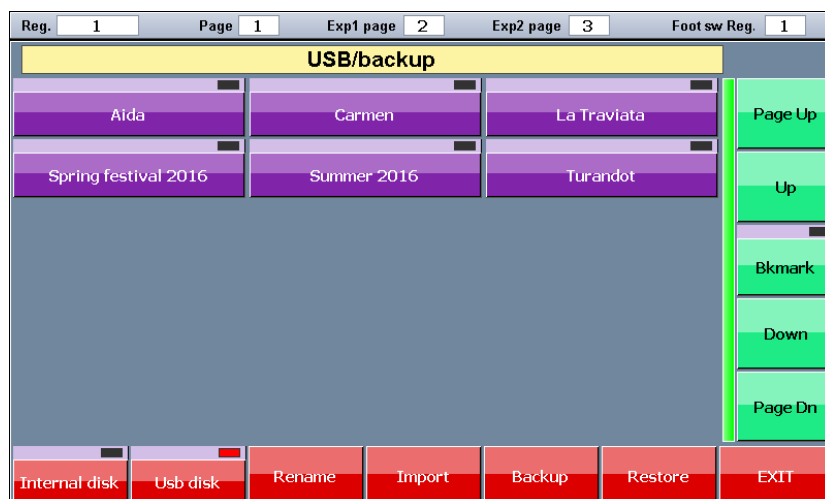 Reg. 1 Page 1 Exp1 page 2 Exp2 page 3 Foot sw Reg. 1
USB/backup
Aida Carmen La Traviata Page Up
Spring festival 2016 Summer 2016 Turandot Up
Bkmark
Down
Page Dn
Internal disk Usb disk Rename Import Backup Restore EXIT